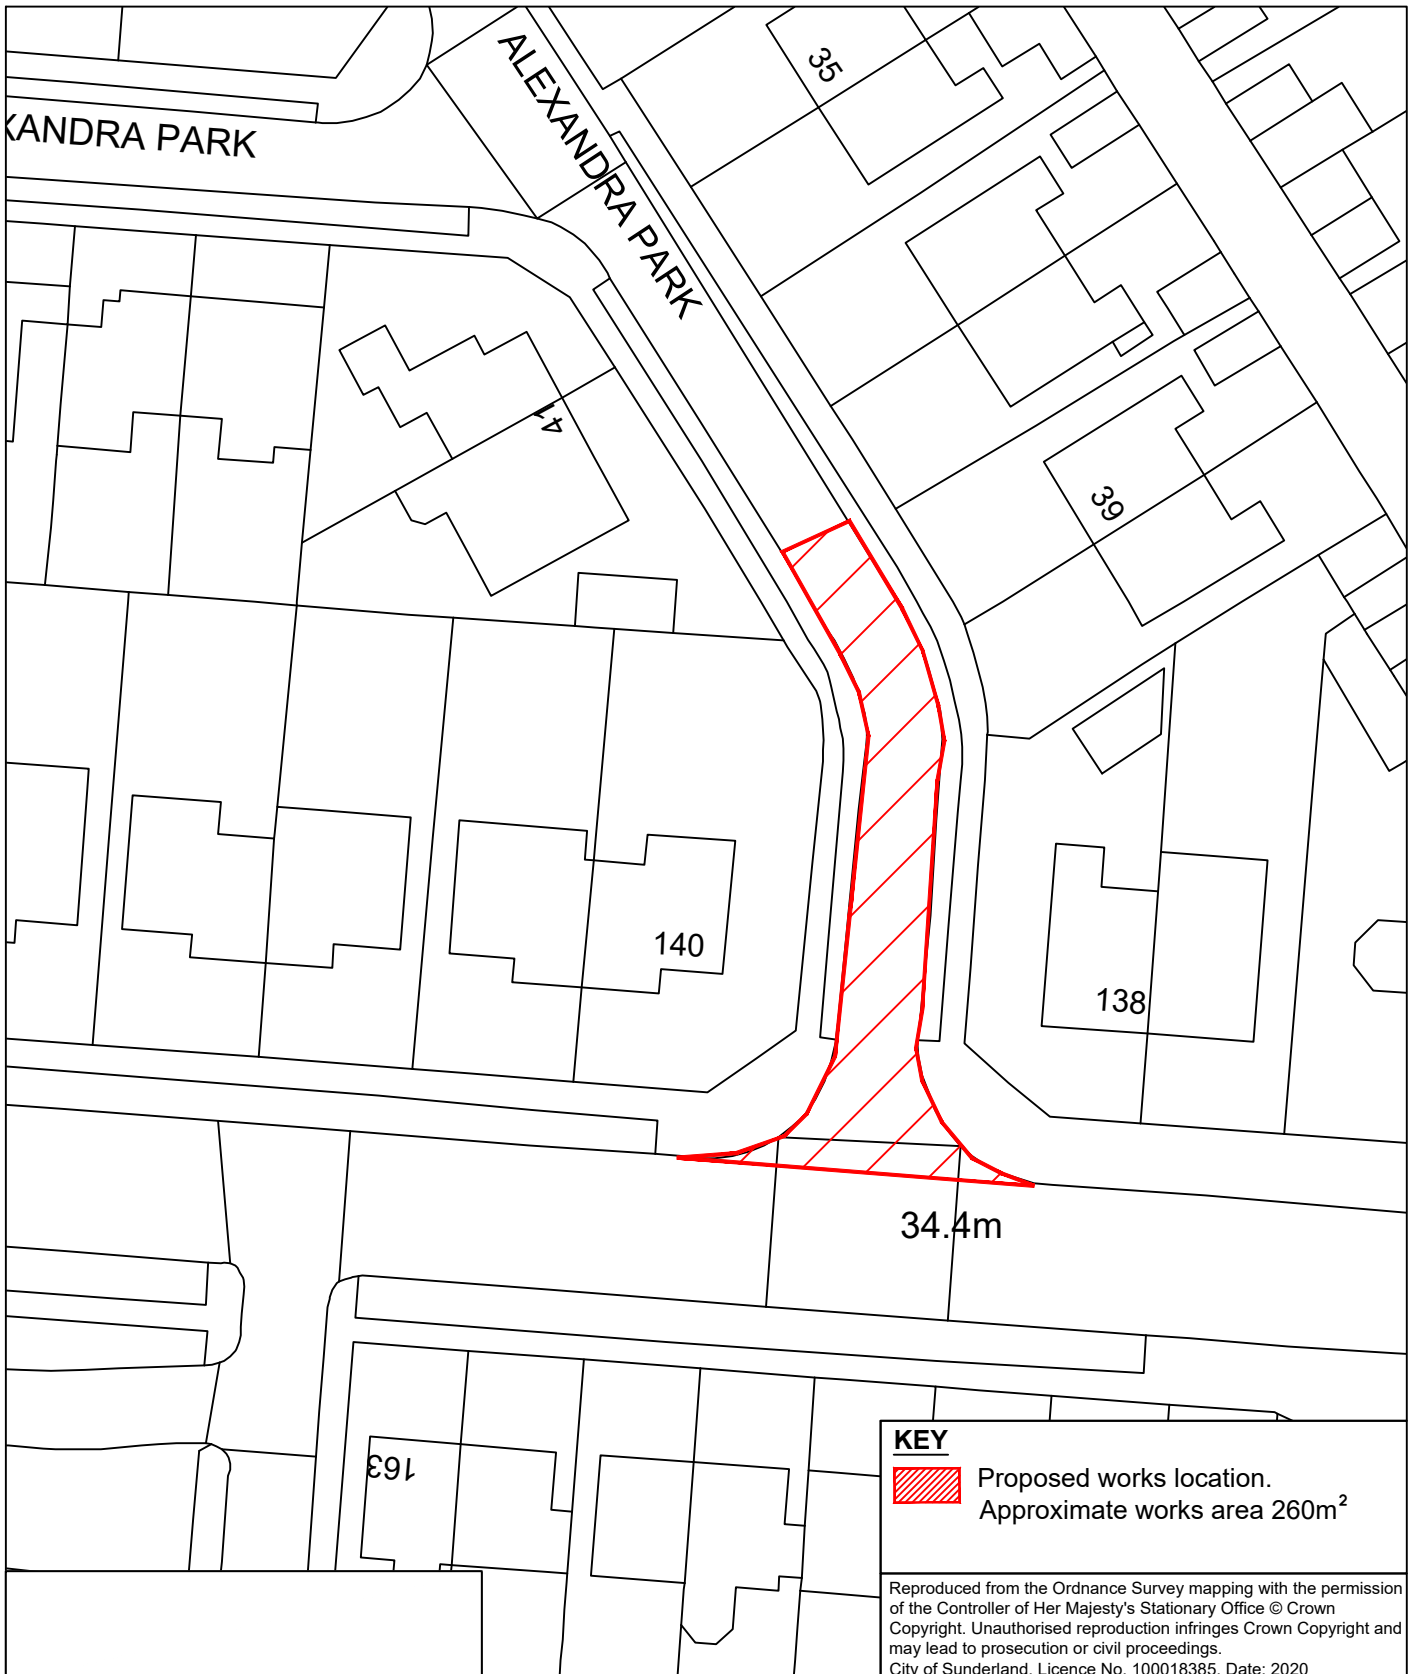 35
XANDRA PARK
ALEXANDRA PARK
41
39
140
138
34.4m
163
KEY
Proposed works location.
Approximate works area 260m²
Reproduced from the Ordnance Survey mapping with the permission
of the Controller of Her Majesty's Stationary Office © Crown
Copyright. Unauthorised reproduction infringes Crown Copyright and
may lead to prosecution or civil proceedings.
City of Sunderland. Licence No. 100018385. Date: 2020